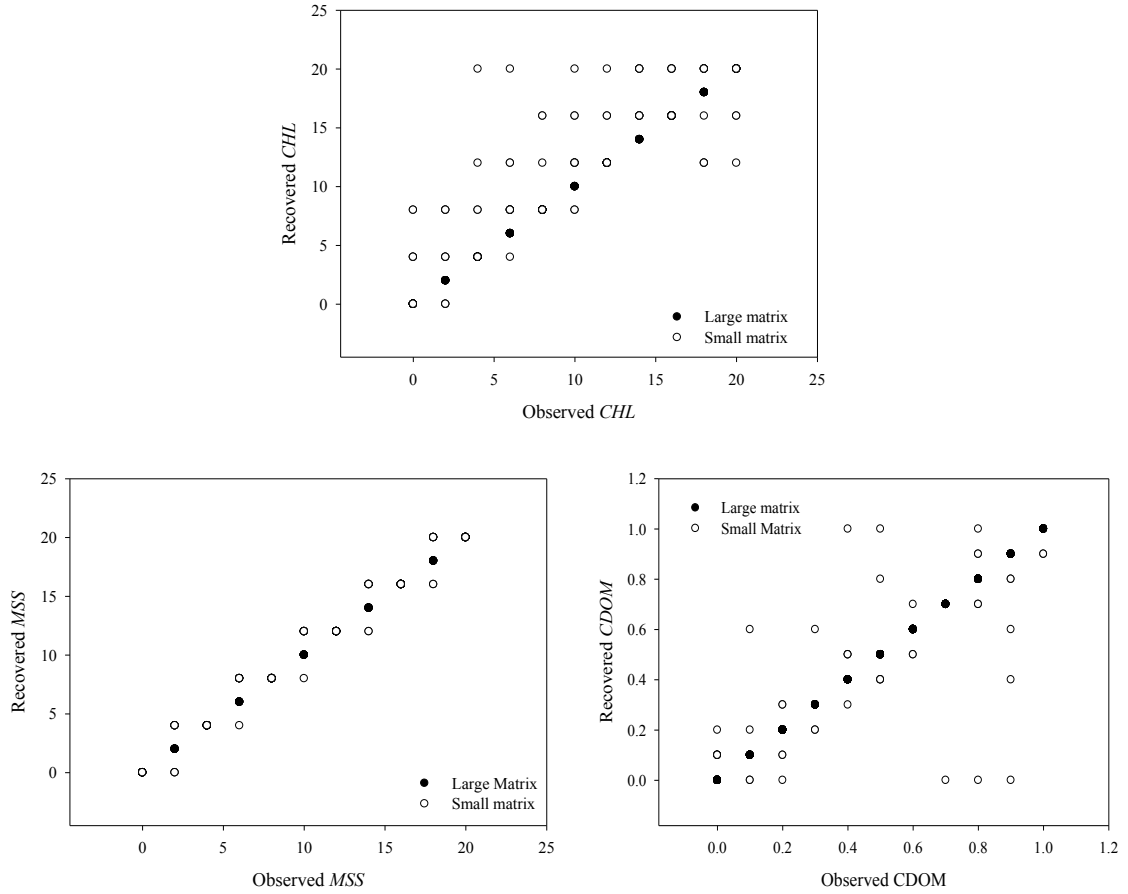 25
20
15
10
5
0
Recovered CHL
Large matrix
Small matrix
0 5 10 15 20 25
Observed CHL
25
20
15
10
5
0
Recovered MSS
Large Matrix
Small matrix
0 5 10 15 20 25
Observed MSS
1.2
1.0
0.8
0.6
0.4
0.2
0.0
Recovered CDOM
Large matrix
Small Matrix
0.0 0.2 0.4 0.6 0.8 1.0 1.2
Observed CDOM